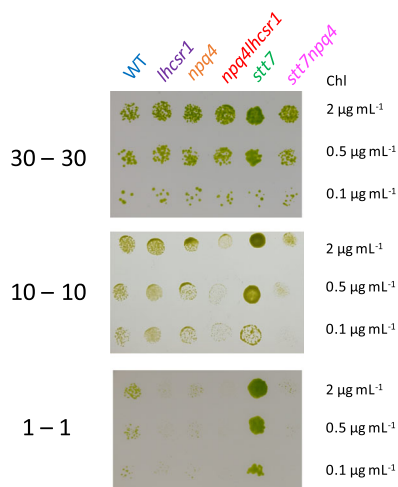 WT lhcsr1 npq4 npq4lhcsr1 stt7 stt7npq4
Chl
2 µg mL-1
30 – 30
0.5 µg mL-1
0.1 µg mL-1
2 µg mL-1
10 – 10
0.5 µg mL-1
0.1 µg mL-1
2 µg mL-1
1 – 1
0.5 µg mL-1
0.1 µg mL-1